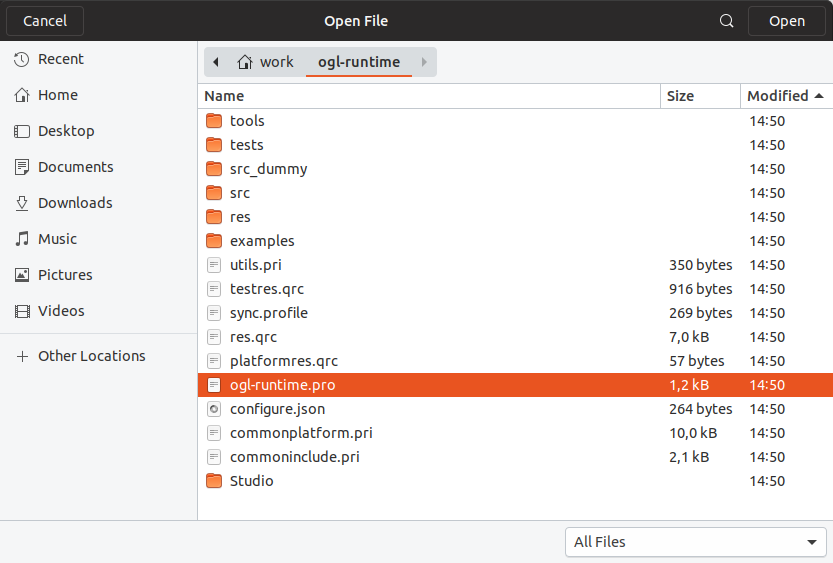 Cancel Open File Open
Recent
Home
Desktop
Documents
Downloads
Music
Pictures
Videos
Other Locations
work ogl-runtime
Name Size Modified
tools 14:50
tests 14:50
src_dummy 14:50
src 14:50
res 14:50
examples 14:50
utils.pri 350 bytes 14:50
testres.qrc 916 bytes 14:50
sync.profile 269 bytes 14:50
res.qrc 7,0 kB 14:50
platformres.qrc 57 bytes 14:50
ogl-runtime.pro 1,2 kB 14:50
configure.json 264 bytes 14:50
commonplatform.pri 10,0 kB 14:50
commoninclude.pri 2,1 kB 14:50
Studio 14:50
All Files